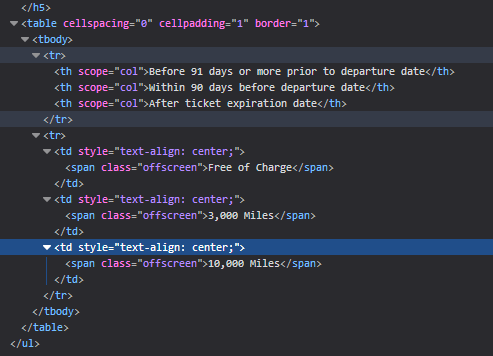 </h5>
<table cellspacing="0" cellpadding="1" border="1">
<tbody>
<tr>
<th scope="col">Before 91 days or more prior to departure date</th>
<th scope="col">Within 90 days before departure date</th>
<th scope="col">After ticket expiration date</th>
</tr>
<tr>
<td style="text-align: center;">
<span class="offscreen">Free of Charge</span>
</td>
<td style="text-align: center;">
<span class="offscreen">3,000 Miles</span>
</td>
<td style="text-align: center;">
<span class="offscreen">10,000 Miles</span>
</td>
</tr>
</tbody>
</table>
</ul>